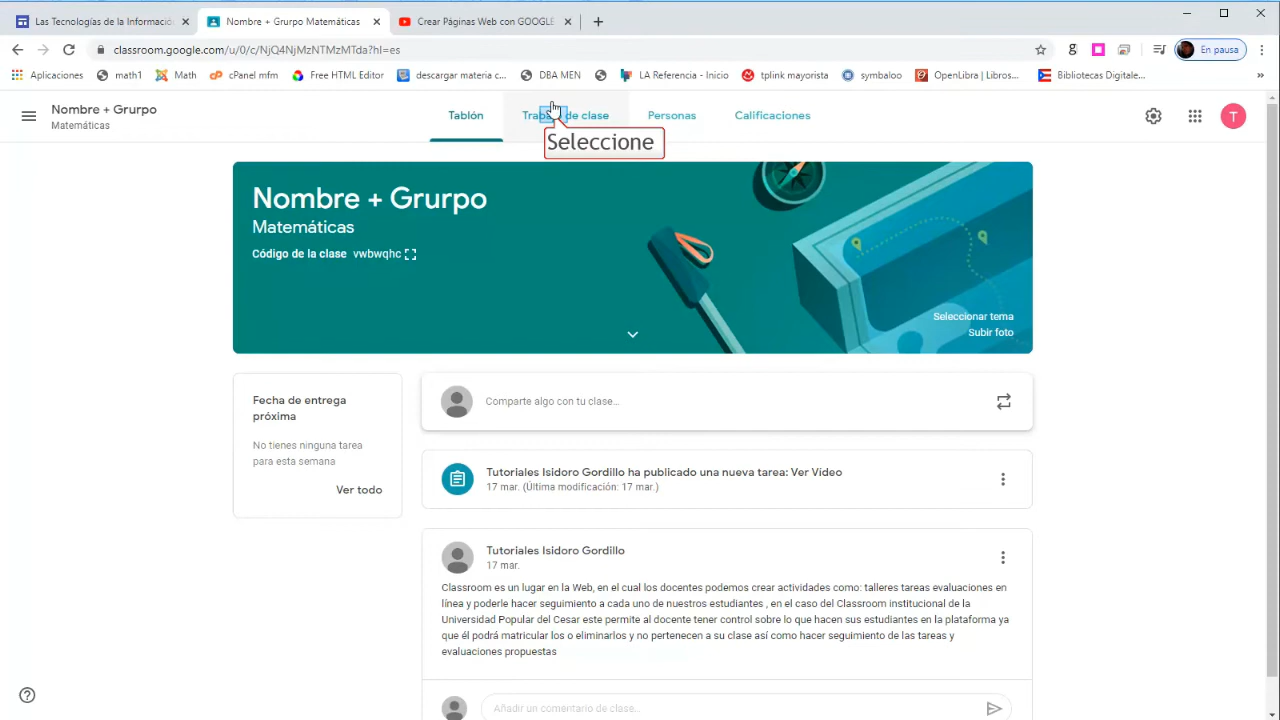 Las Tecnologías de la Informació
Nombre + Grurpo Matemáticas
Crear Páginas Web con GOOGLE
classroom.google.com/u/0/c/NjQ4NjMzNTMzMTda?hl=es
En pausa
Aplicaciones
math1
Math
cPanel mfm
Free HTML Editor
descargar materia c...
DBA MEN
LA Referencia - Inicio
tplink mayorista
symbaloo
OpenLibra | Libros...
Bibliotecas Digitale...
»
Nombre + Grurpo
Matemáticas
Tablón
Trabajo de clase
Personas
Calificaciones
T
Seleccione
Nombre + Grurpo
Matemáticas
Código de la clase vwbwqhc
Seleccionar tema
Subir foto
Fecha de entrega
próxima
No tienes ninguna tarea
para esta semana
Ver todo
Comparte algo con tu clase...
Tutoriales Isidoro Gordillo ha publicado una nueva tarea: Ver Video
17 mar. (Última modificación: 17 mar.)
Tutoriales Isidoro Gordillo
17 mar.
Classroom es un lugar en la Web, en el cual los docentes podemos crear actividades como: talleres tareas evaluaciones en
línea y poderle hacer seguimiento a cada uno de nuestros estudiantes , en el caso del Classroom institucional de la
Universidad Popular del Cesar este permite al docente tener control sobre lo que hacen sus estudiantes en la plataforma ya
que él podrá matricular los o eliminarlos y no pertenecen a su clase así como hacer seguimiento de las tareas y
evaluaciones propuestas
Añadir un comentario de clase...